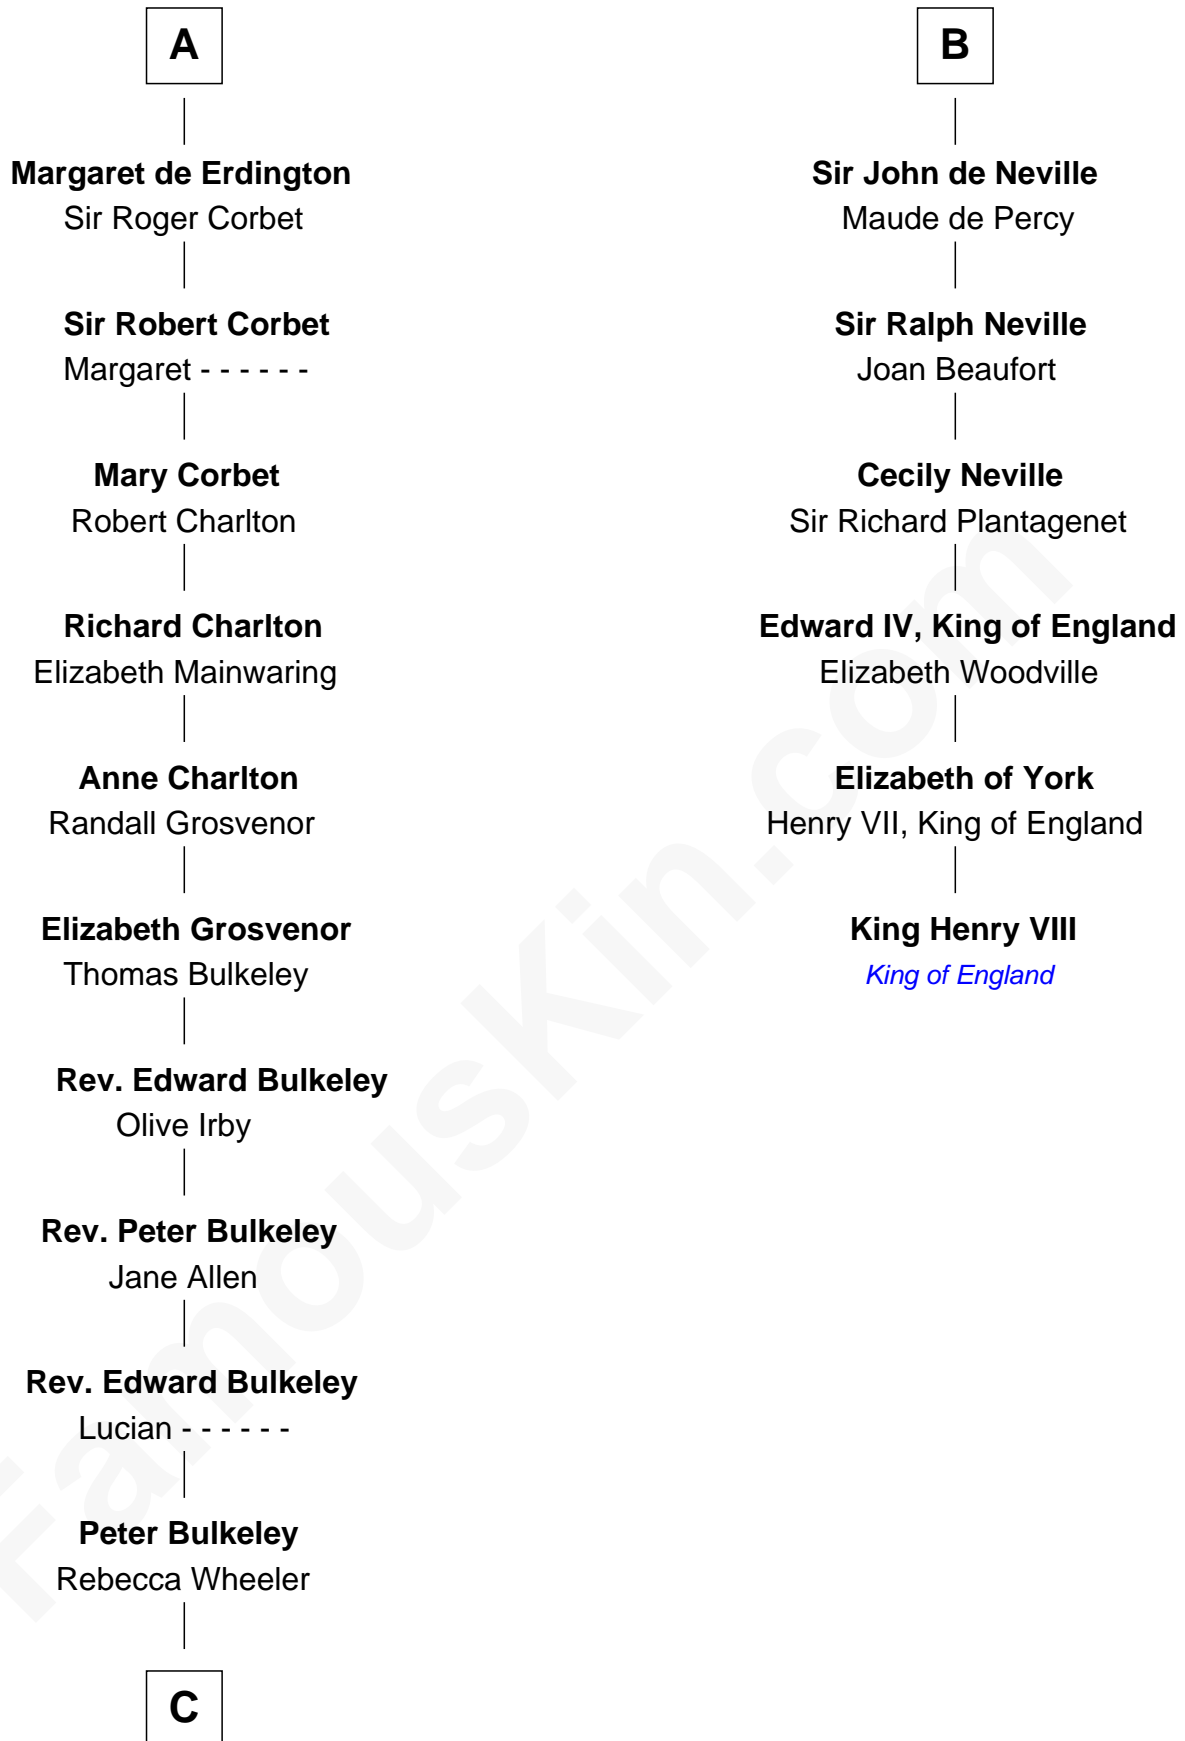 A
Margaret de Erdington
Sir Roger Corbet
Sir Robert Corbet
Margaret - - - - - -
Mary Corbet
Robert Charlton
Richard Charlton
Elizabeth Mainwaring
Anne Charlton
Randall Grosvenor
Elizabeth Grosvenor
Thomas Bulkeley
Rev. Edward Bulkeley
Olive Irby
Rev. Peter Bulkeley
Jane Allen
Rev. Edward Bulkeley
Lucian - - - - - -
Peter Bulkeley
Rebecca Wheeler
C
B
Sir John de Neville
Maude de Percy
Sir Ralph Neville
Joan Beaufort
Cecily Neville
Sir Richard Plantagenet
Edward IV, King of England
Elizabeth Woodville
Elizabeth of York
Henry VII, King of England
King Henry VIII
King of England
FamousKin.com